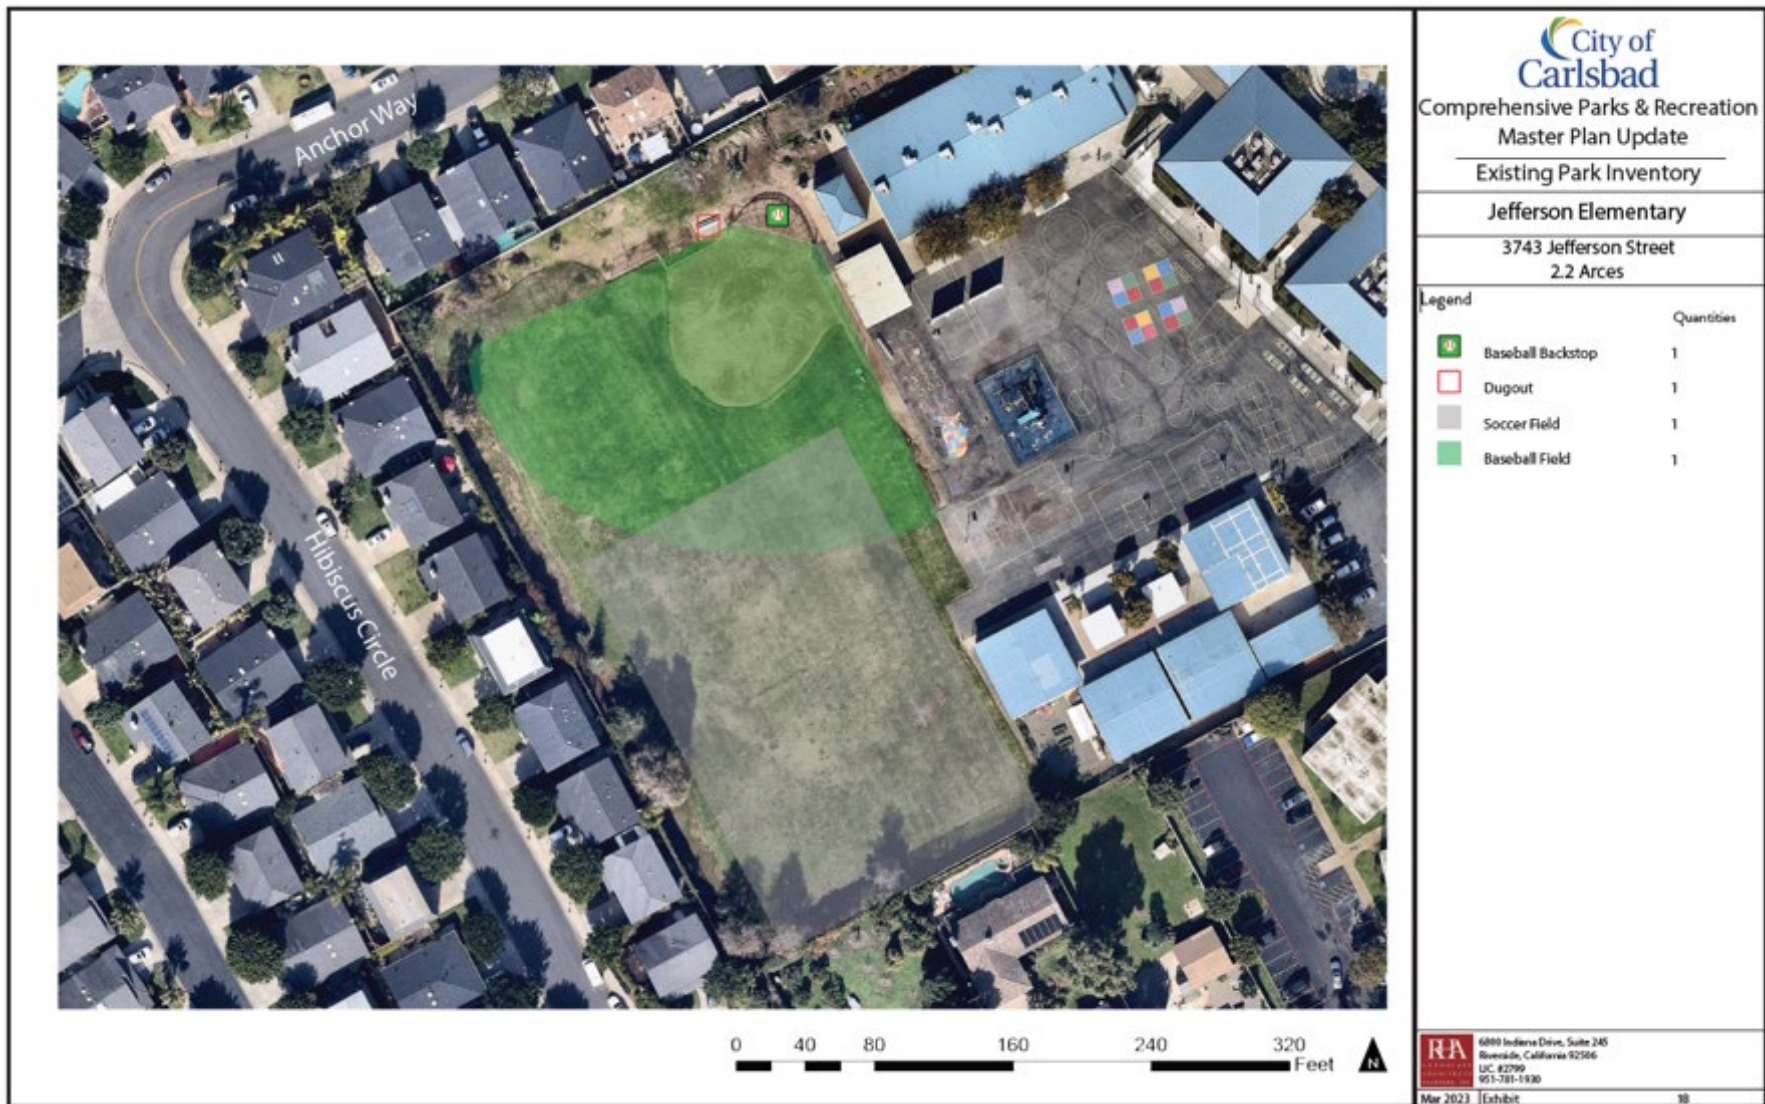 City of
Carlsbad
Comprehensive Parks & Recreation
Master Plan Update
Existing Park Inventory
Jefferson Elementary
3743 Jefferson Street
2.2 Arces
Legend
Quantities
Baseball Backstop 1
Dugout 1
Soccer Field 1
Baseball Field 1
Anchor Way
Hibiscus Circle
0 40 80 160 240 320
Feet
N
RHA
6800 Indiana Drive, Suite 245
Riverside, California 92506
LIC. #2799
951-781-1930
Mar 2023 Exhibit 18